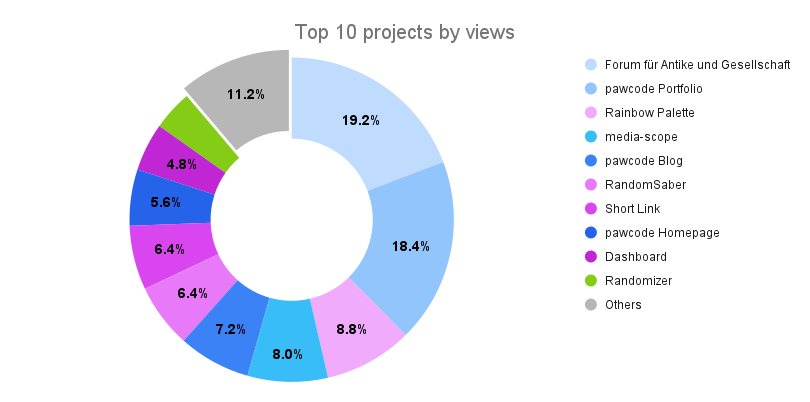 Top 10 projects by views
11.2%
19.2%
4.8%
5.6%
18.4%
6.4%
6.4%
7.2%
8.0%
8.8%
Forum für Antike und Gesellschaft
pawcode Portfolio
Rainbow Palette
media-scope
pawcode Blog
RandomSaber
Short Link
pawcode Homepage
Dashboard
Randomizer
Others